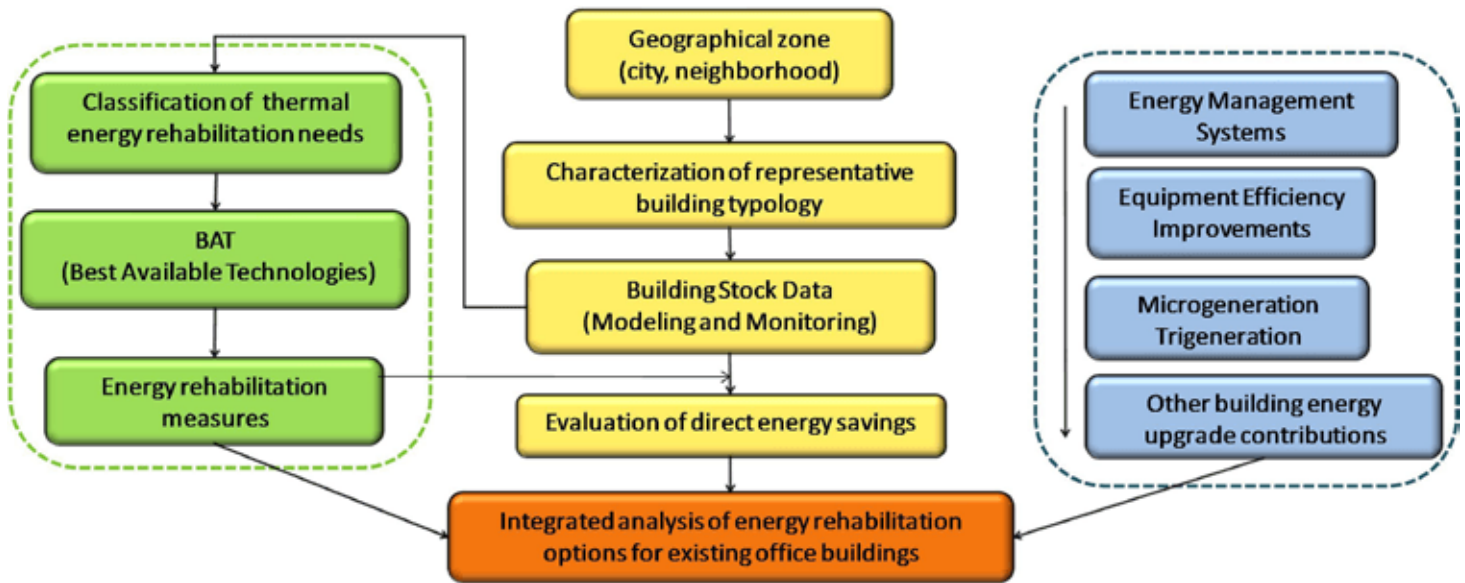 Geographical zone
(city, neighborhood)
Characterization of representative
building typology
Building Stock Data
(Modeling and Monitoring)
Evaluation of direct energy savings
Classification of thermal
energy rehabilitation needs
BAT
(Best Available Technologies)
Energy rehabilitation
measures
Energy Management
Systems
Equipment Efficiency
Improvements
Microgeneration
Trigeneration
Other building energy
upgrade contributions
Integrated analysis of energy rehabilitation
options for existing office buildings